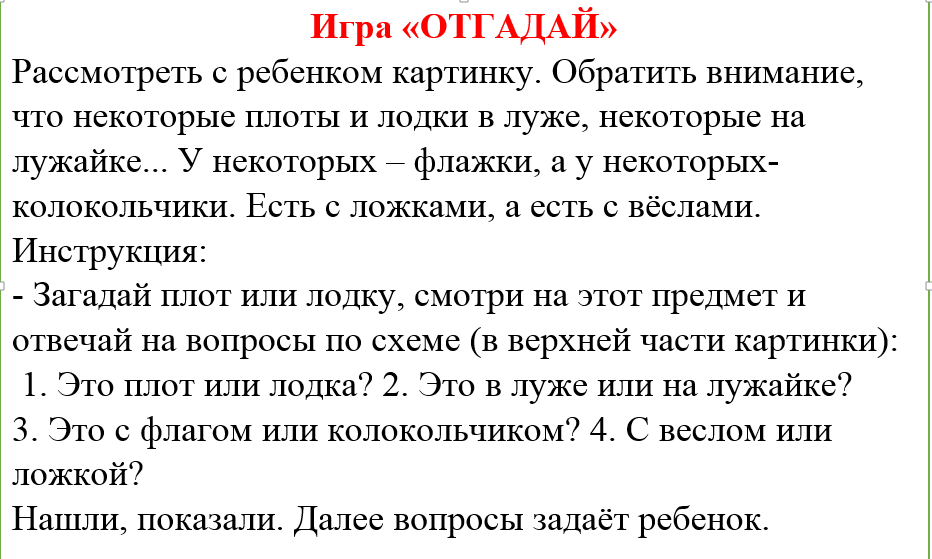 Игра «ОТГАДАЙ»
Рассмотреть с ребенком картинку. Обратить внимание,
что некоторые плоты и лодки в луже, некоторые на
лужайке... У некоторых – флажки, а у некоторых-
колокольчики. Есть с ложками, а есть с вёслами.
Инструкция:
- Загадай плот или лодку, смотри на этот предмет и
отвечай на вопросы по схеме (в верхней части картинки):
1. Это плот или лодка? 2. Это в луже или на лужайке?
3. Это с флагом или колокольчиком? 4. С веслом или
ложкой?
Нашли, показали. Далее вопросы задаёт ребенок.